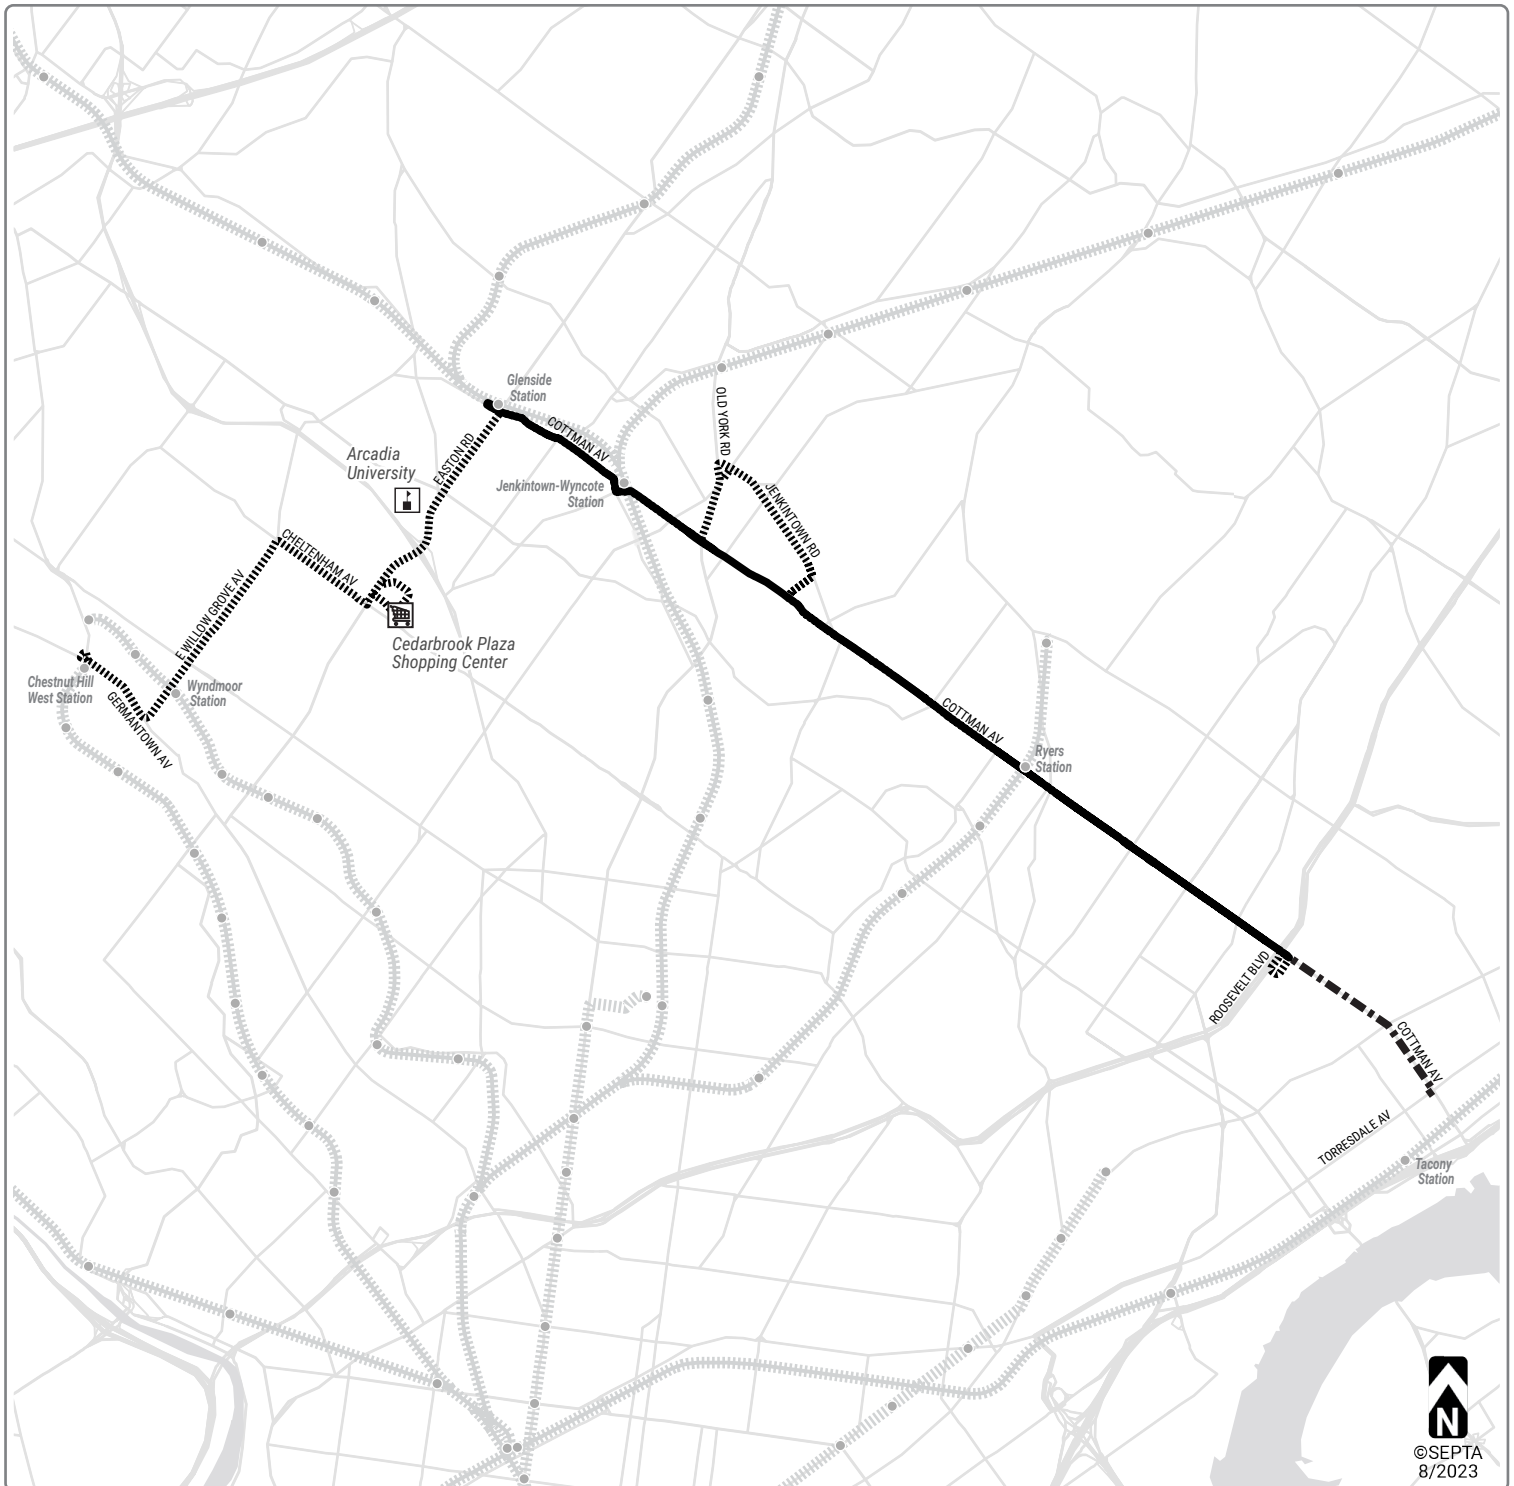 Glenside
Station
OLD YORK RD
COTTMAN AV
EASTON RD
Arcadia
University
Jenkintown-Wyncote
Station
JENKINTOWN RD
CHELTENHAM AV
E WILLOW GROVE AV
Cedarbrook Plaza
Shopping Center
Chestnut Hill
West Station
Wyndmoor
Station
GERMANTOWN AV
COTTMAN AV
Ryers
Station
ROOSEVELT BLVD
COTTMAN AV
TORRESDALE AV
Tacony
Station
N
©SEPTA
8/2023